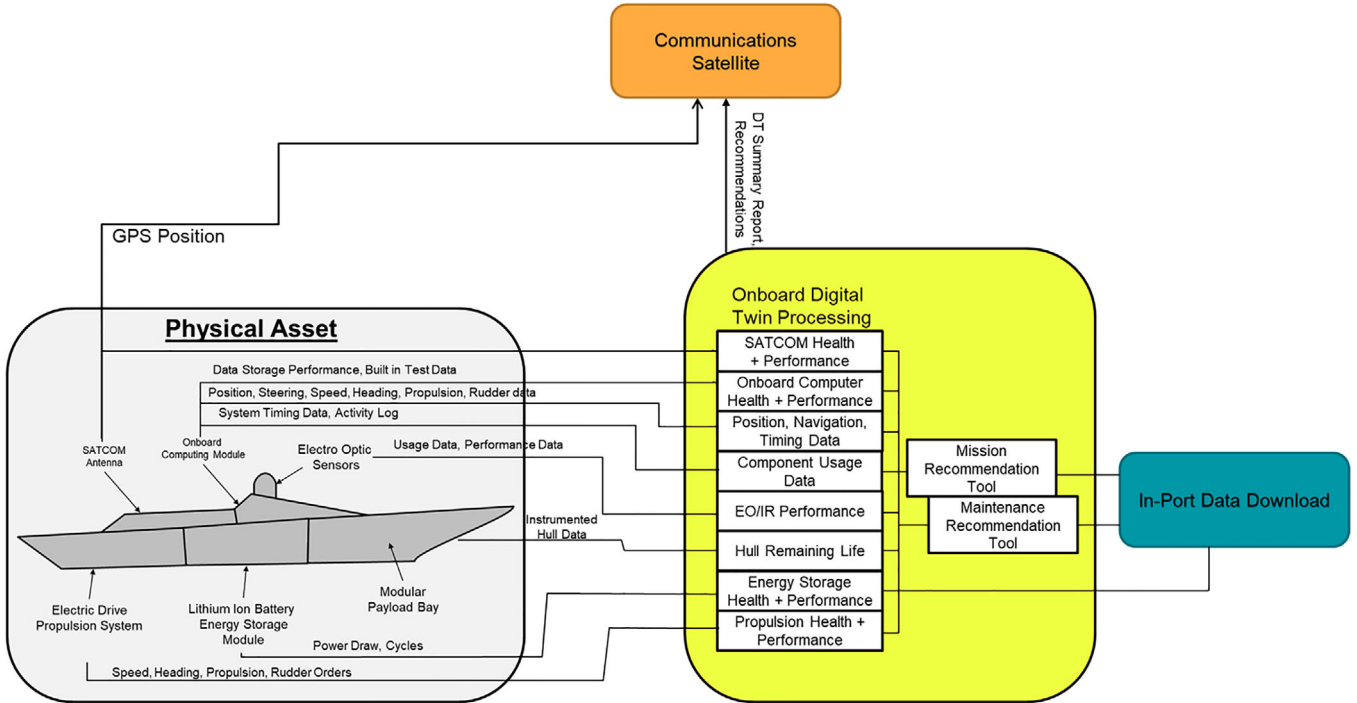 Communications
Satellite
DT Summary Report,
Recommendations
GPS Position
Physical Asset
Data Storage Performance, Built in Test Data
Position, Steering, Speed, Heading, Propulsion, Rudder data
System Timing Data, Activity Log
SATCOM
Antenna
Onboard
Computing Module
Electro Optic
Sensors
Usage Data, Performance Data
Instrumented
Hull Data
Electric Drive
Propulsion System
Lithium Ion Battery
Energy Storage
Module
Modular
Payload Bay
Power Draw, Cycles
Speed, Heading, Propulsion, Rudder Orders
Onboard Digital
Twin Processing
SATCOM Health
+ Performance
Onboard Computer
Health + Performance
Position, Navigation,
Timing Data
Component Usage
Data
EO/IR Performance
Hull Remaining Life
Energy Storage
Health + Performance
Propulsion Health +
Performance
Mission
Recommendation
Tool
Maintenance
Recommendation
Tool
In-Port Data Download